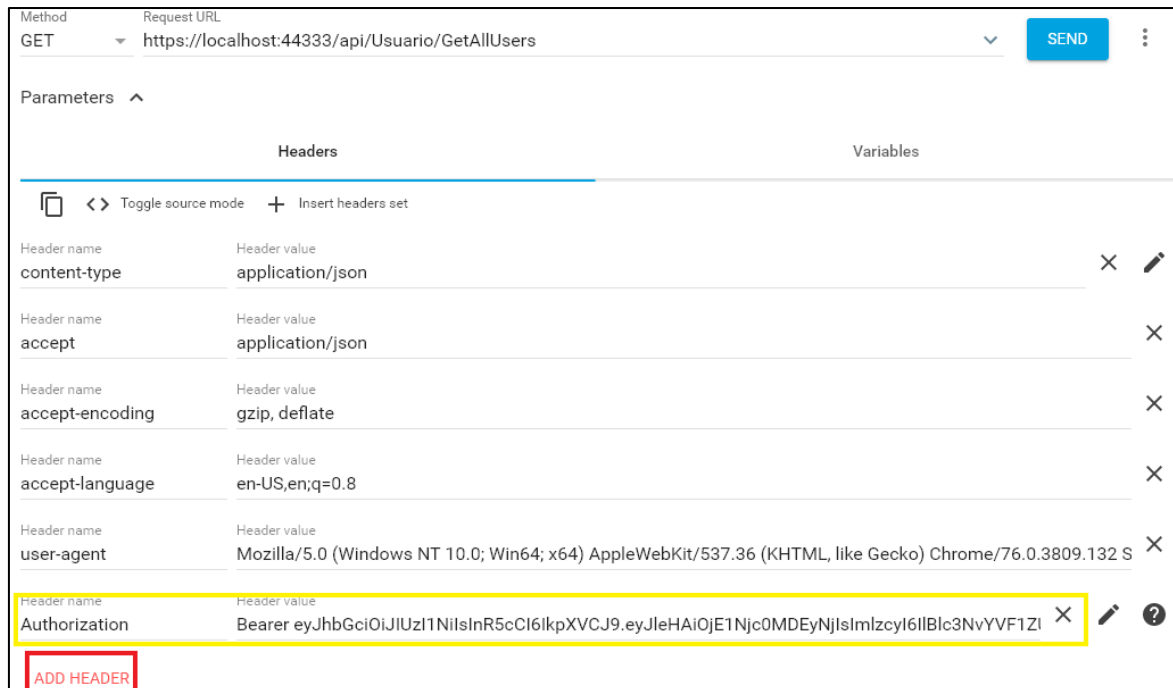 Method Request URL
GET https://localhost:44333/api/Usuario/GetAllUsers SEND
Parameters
Headers Variables
Toggle source mode Insert headers set
Header name Header value
content-type application/json
Header name Header value
accept application/json
Header name Header value
accept-encoding gzip, deflate
Header name Header value
accept-language en-US,en;q=0.8
Header name Header value
user-agent Mozilla/5.0 (Windows NT 10.0; Win64; x64) AppleWebKit/537.36 (KHTML, like Gecko) Chrome/76.0.3809.132 S
Header name Header value
Authorization Bearer
ADD HEADER